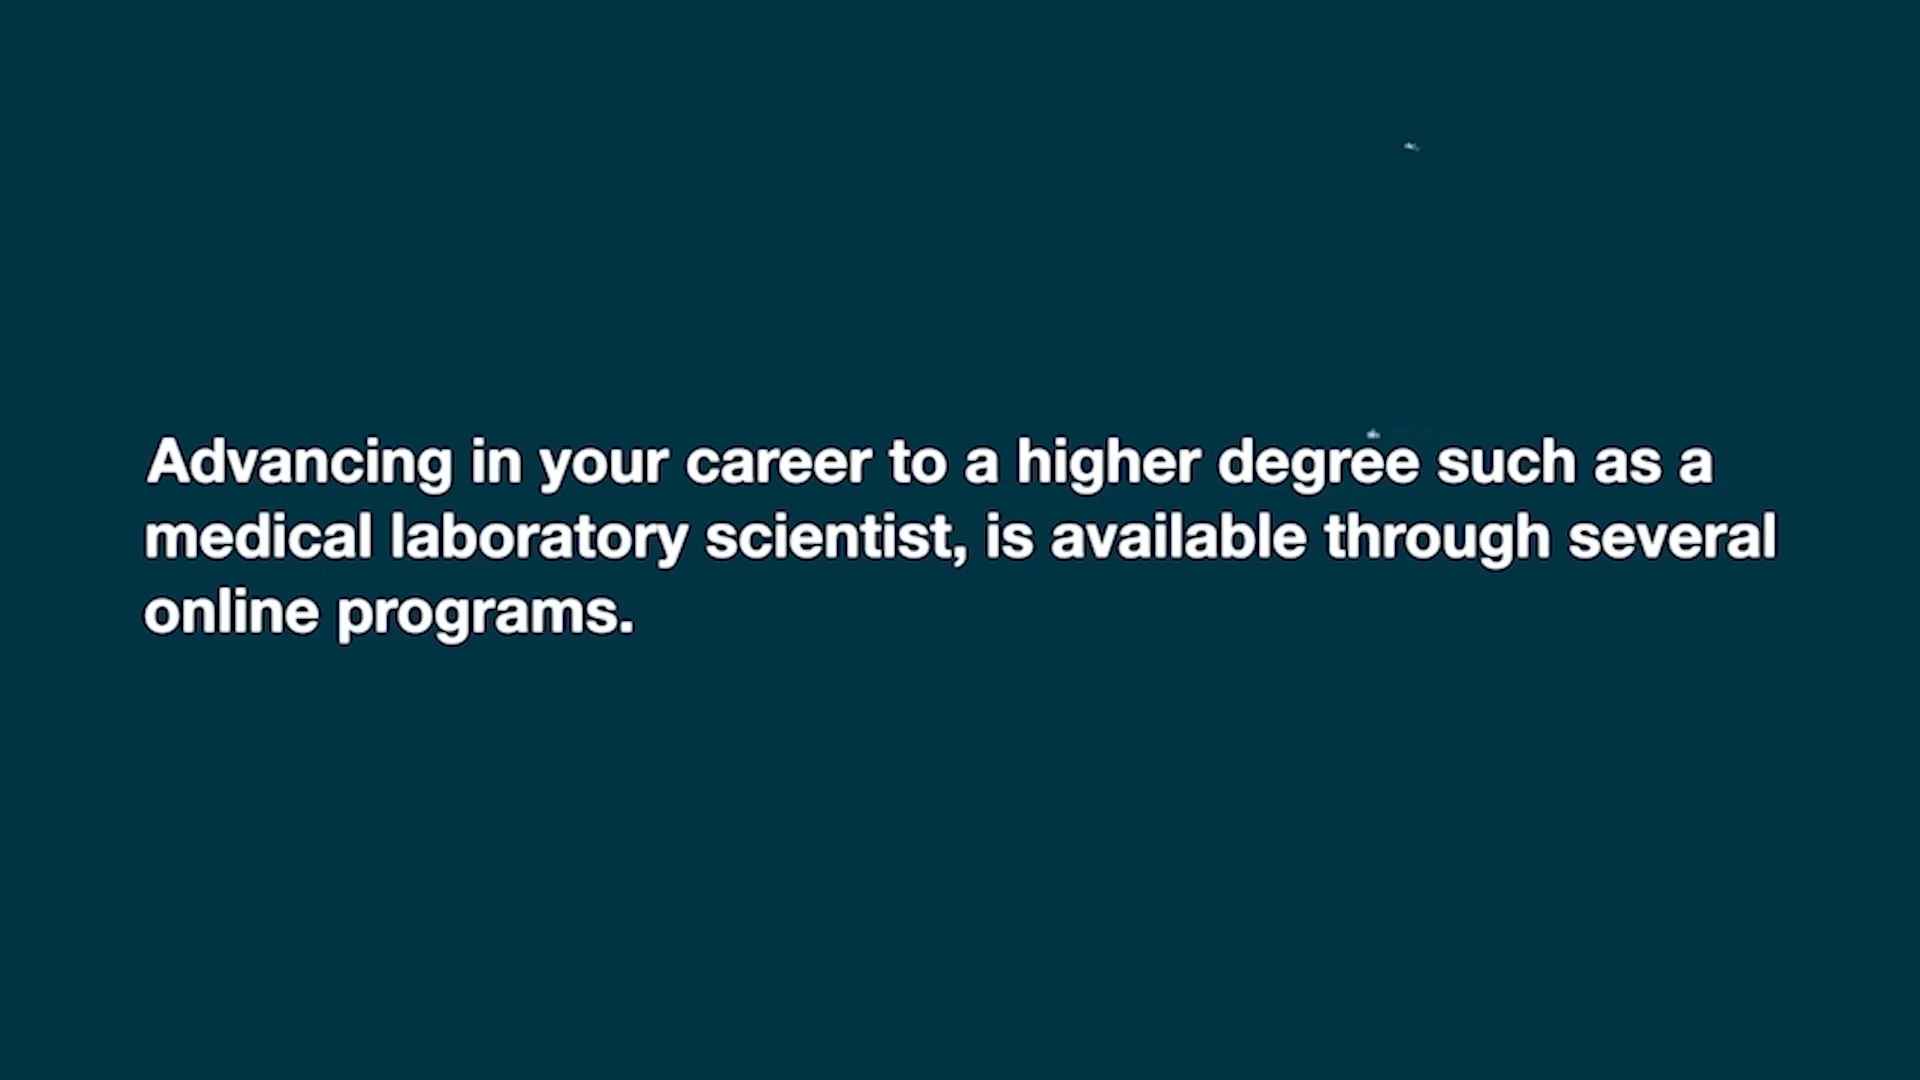 Advancing in your career to a higher degree such as a
medical laboratory scientist, is available through several
online programs.